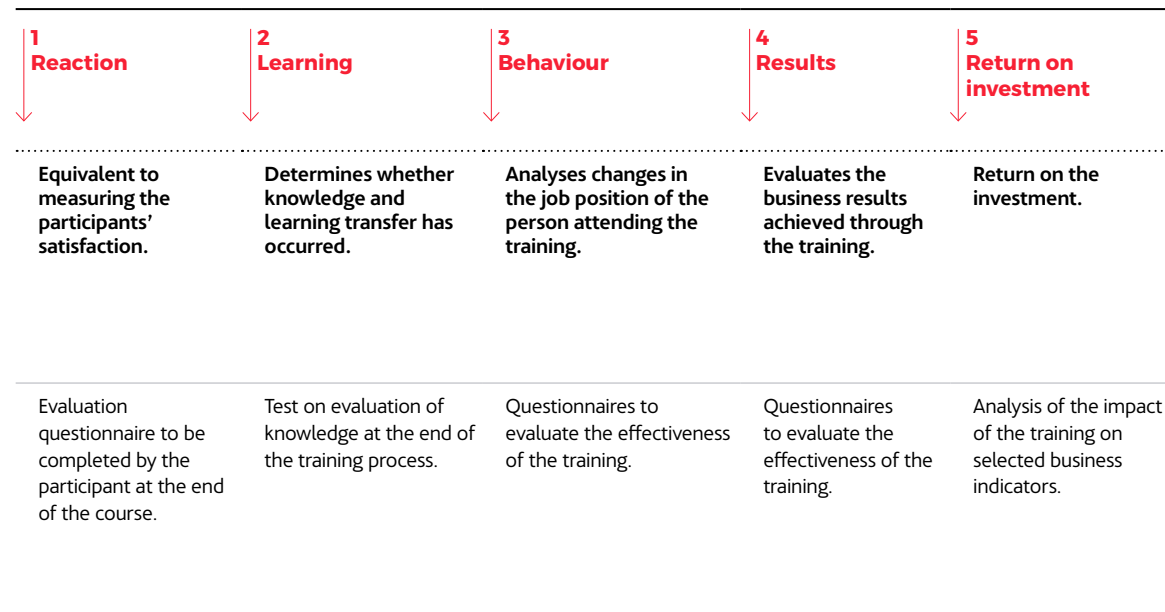 1
Reaction
2
Learning
3
Behaviour
4
Results
5
Return on
investment
Equivalent to
measuring the
participants’
satisfaction.
Determines whether
knowledge and
learning transfer has
occurred.
Analyses changes in
the job position of the
person attending the
training.
Evaluates the
business results
achieved through
the training.
Return on the
investment.
Evaluation
questionnaire to be
completed by the
participant at the end
of the course.
Test on evaluation of
knowledge at the end of
the training process.
Questionnaires to
evaluate the effectiveness
of the training.
Questionnaires
to evaluate the
effectiveness of the
training.
Analysis of the impact
of the training on
selected business
indicators.